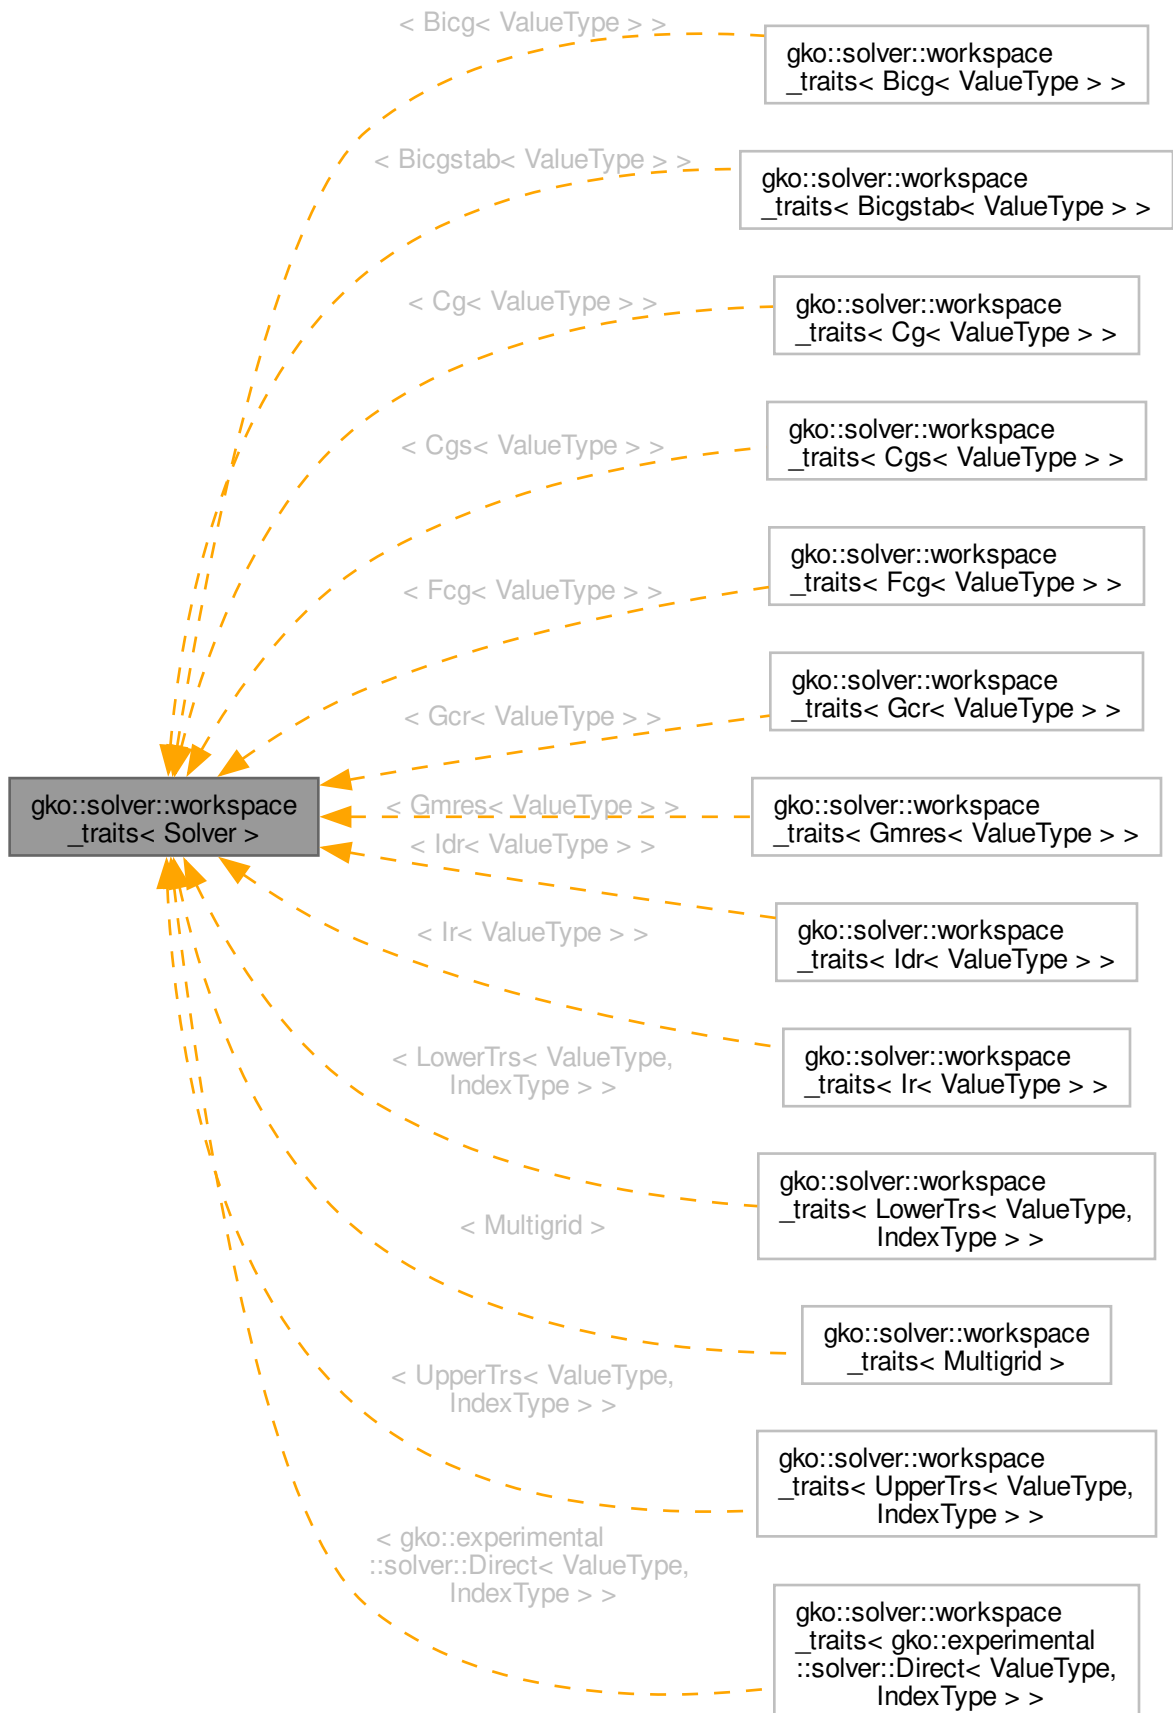 < Bicg< ValueType > >
gko::solver::workspace
_traits< Bicg< ValueType > >
< Bicgstab< ValueType > >
gko::solver::workspace
_traits< Bicgstab< ValueType > >
< Cg< ValueType > >
gko::solver::workspace
_traits< Cg< ValueType > >
< Cgs< ValueType > >
gko::solver::workspace
_traits< Cgs< ValueType > >
< Fcg< ValueType > >
gko::solver::workspace
_traits< Fcg< ValueType > >
< Gcr< ValueType > >
gko::solver::workspace
_traits< Gcr< ValueType > >
gko::solver::workspace
_traits< Solver >
< Gmres< ValueType > >
gko::solver::workspace
_traits< Gmres< ValueType > >
< Idr< ValueType > >
gko::solver::workspace
_traits< Idr< ValueType > >
< Ir< ValueType > >
gko::solver::workspace
_traits< Ir< ValueType > >
< LowerTrs< ValueType,
IndexType > >
gko::solver::workspace
_traits< LowerTrs< ValueType,
IndexType > >
< Multigrid >
gko::solver::workspace
_traits< Multigrid >
< UpperTrs< ValueType,
IndexType > >
gko::solver::workspace
_traits< UpperTrs< ValueType,
IndexType > >
< gko::experimental
::solver::Direct< ValueType,
IndexType > >
gko::solver::workspace
_traits< gko::experimental
::solver::Direct< ValueType,
IndexType > >